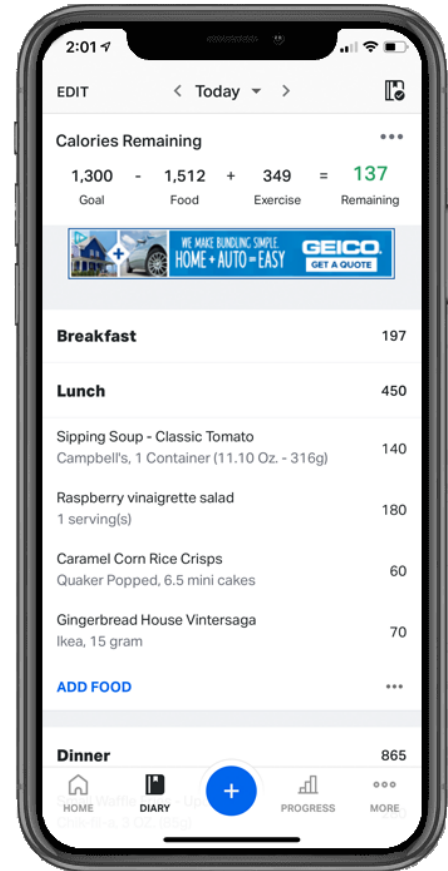 2:01
EDIT
Today
Calories Remaining
1,300 - 1,512 + 349 = 137
Goal Food Exercise Remaining
WE MAKE BUNDLING SIMPLE.
HOME + AUTO = EASY
GEICO.
GET A QUOTE
Breakfast 197
Lunch 450
Sipping Soup - Classic Tomato
Campbell's, 1 Container (11.10 Oz. - 316g)
140
Raspberry vinaigrette salad
1 serving(s)
180
Caramel Corn Rice Crisps
Quaker Popped, 6.5 mini cakes
60
Gingerbread House Vintersaga
Ikea, 15 gram
70
ADD FOOD
Dinner 865
HOME DIARY + PROGRESS MORE